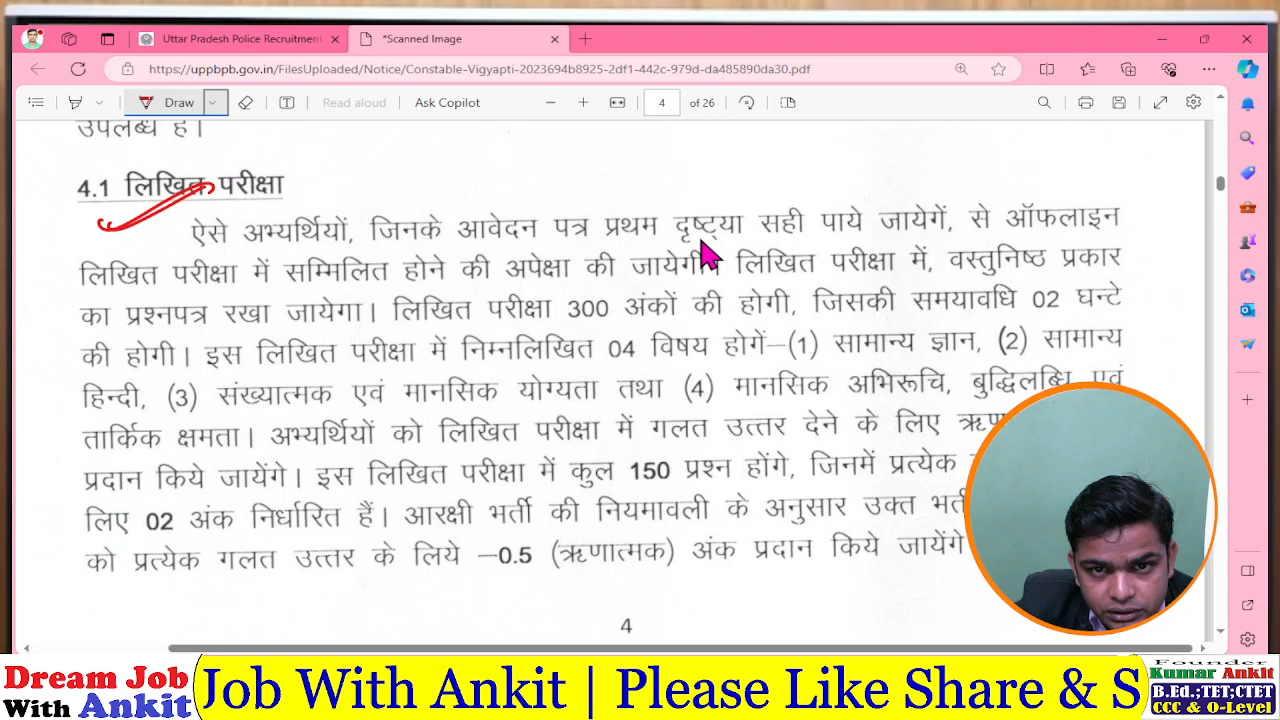 Uttar Pradesh Police Recruitment
*Scanned Image
https://uppbpb.gov.in/FilesUploaded/Notice/Constable-Vigyapti-2023694b8925-2df1-442c-979d-da485890da30.pdf
Draw
Read aloud
Ask Copilot
4 of 26
उपलब्ध है।
4.1 लिखित परीक्षा
ऐसे अभ्यर्थियों, जिनके आवेदन पत्र प्रथम दृष्ट्या सही पाये जायेगें, से ऑफलाइन
लिखित परीक्षा में सम्मिलित होने की अपेक्षा की जायेगी। लिखित परीक्षा में, वस्तुनिष्ठ प्रकार
का प्रश्नपत्र रखा जायेगा। लिखित परीक्षा 300 अंकों की होगी, जिसकी समयावधि 02 घन्टे
की होगी। इस लिखित परीक्षा में निम्नलिखित 04 विषय होगें–(1) सामान्य ज्ञान, (2) सामान्य
हिन्दी, (3) संख्यात्मक एवं मानसिक योग्यता तथा (4) मानसिक अभिरूचि, बुद्धिलब्धि एवं
तार्किक क्षमता। अभ्यर्थियों को लिखित परीक्षा में गलत उत्तर देने के लिए
प्रदान किये जायेंगे। इस लिखित परीक्षा में कुल 150 प्रश्न होंगे, जिनमें प्रत्येक
लिए 02 अंक निर्धारित हैं। आरक्षी भर्ती की नियमावली के अनुसार उक्त
को प्रत्येक गलत उत्तर के लिये –0.5 (ऋणात्मक) अंक प्रदान किये जायेंगे
4
Dream Job
With Ankit
Job With Ankit | Please Like Share & S
Founder
Kumar Ankit
B.Ed.;TET;CTET
CCC & O-Level